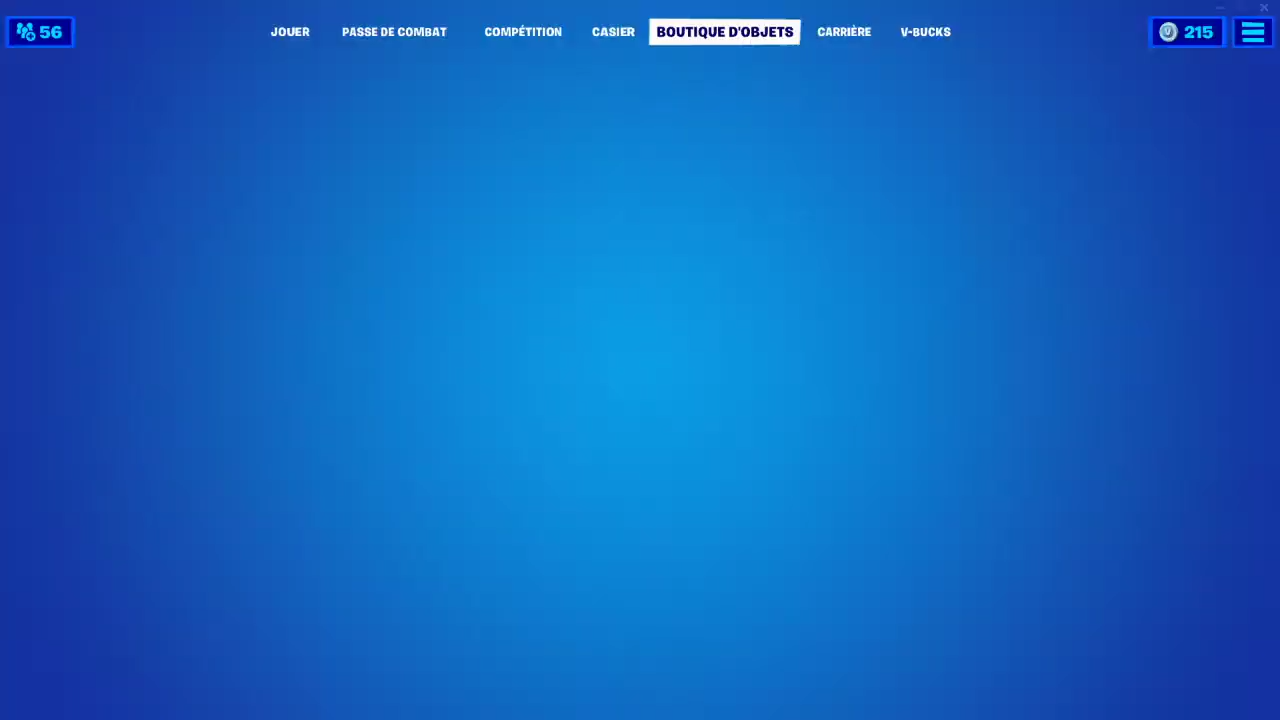 56
JOUER PASSE DE COMBAT COMPÉTITION CASIER BOUTIQUE D'OBJETS CARRIÈRE V-BUCKS
215